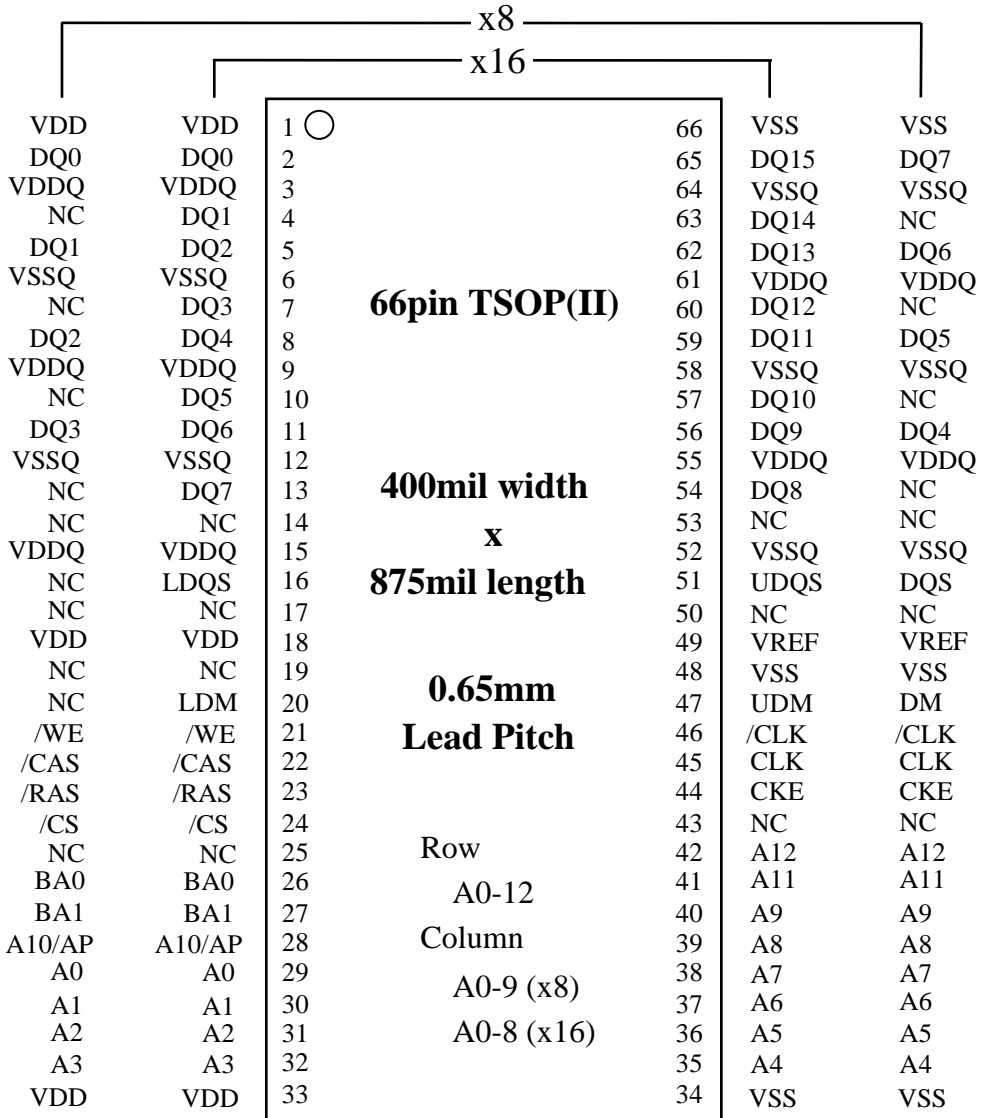 x8
x16
VDD VDD 1 66 VSS VSS
DQ0 DQ0 2 65 DQ15 DQ7
VDDQ VDDQ 3 64 VSSQ VSSQ
NC DQ1 4 63 DQ14 NC
DQ1 DQ2 5 62 DQ13 DQ6
VSSQ VSSQ 6 61 VDDQ VDDQ
NC DQ3 7 66pin TSOP(II) 60 DQ12 NC
DQ2 DQ4 8 59 DQ11 DQ5
VDDQ VDDQ 9 58 VSSQ VSSQ
NC DQ5 10 57 DQ10 NC
DQ3 DQ6 11 56 DQ9 DQ4
VSSQ VSSQ 12 55 VDDQ VDDQ
NC DQ7 13 400mil width 54 DQ8 NC
NC NC 14 53 NC NC
VDDQ VDDQ 15 x 52 VSSQ VSSQ
NC LDQS 16 875mil length 51 UDQS DQS
NC NC 17 50 NC NC
VDD VDD 18 49 VREF VREF
NC NC 19 48 VSS VSS
NC LDM 20 0.65mm 47 UDM DM
/WE /WE 21 Lead Pitch 46 /CLK /CLK
/CAS /CAS 22 45 CLK CLK
/RAS /RAS 23 44 CKE CKE
/CS /CS 24 43 NC NC
NC NC 25 Row 42 A12 A12
BA0 BA0 26 A0-12 41 A11 A11
BA1 BA1 27 40 A9 A9
A10/AP A10/AP 28 Column 39 A8 A8
A0 A0 29 A0-9 (x8) 38 A7 A7
A1 A1 30 37 A6 A6
A2 A2 31 A0-8 (x16) 36 A5 A5
A3 A3 32 35 A4 A4
VDD VDD 33 34 VSS VSS